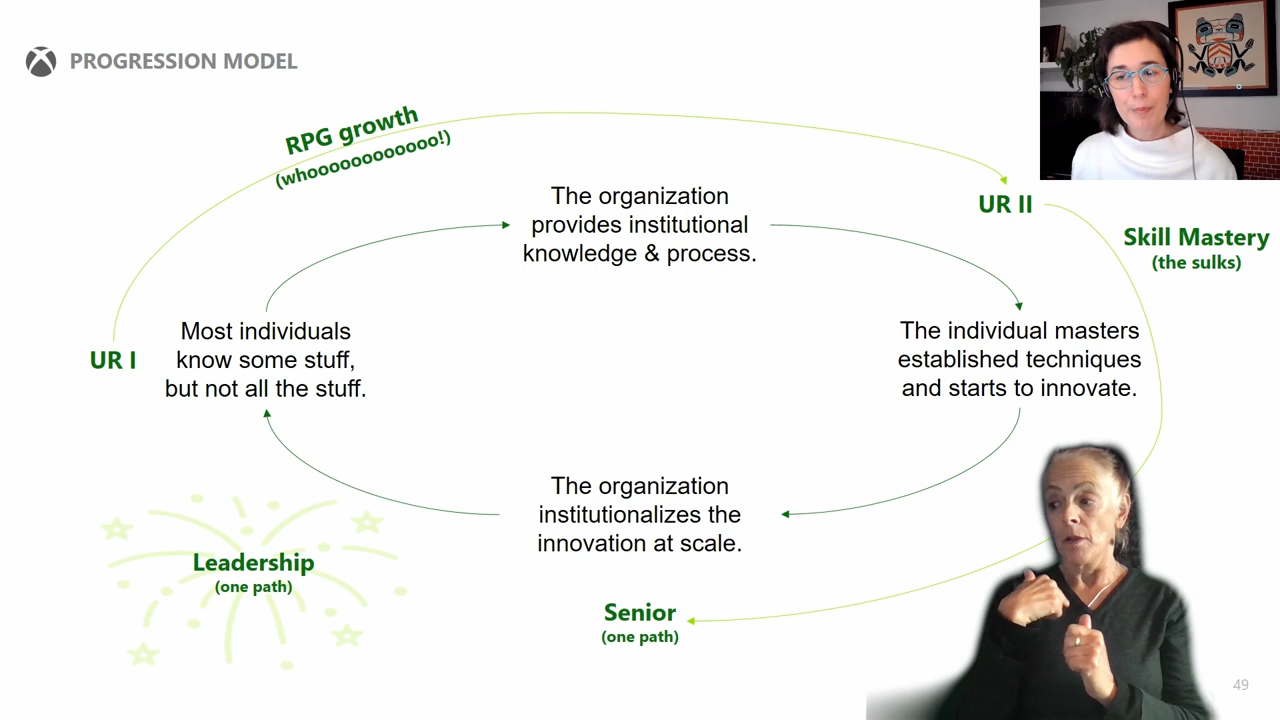 PROGRESSION MODEL
RPG growth
(whoooooooooooo!)
The organization
provides institutional
knowledge & process.
UR II
Skill Mastery
(the sulks)
UR I
Most individuals
know some stuff,
but not all the stuff.
The individual masters
established techniques
and starts to innovate.
The organization
institutionalizes the
innovation at scale.
Leadership
(one path)
Senior
(one path)
49